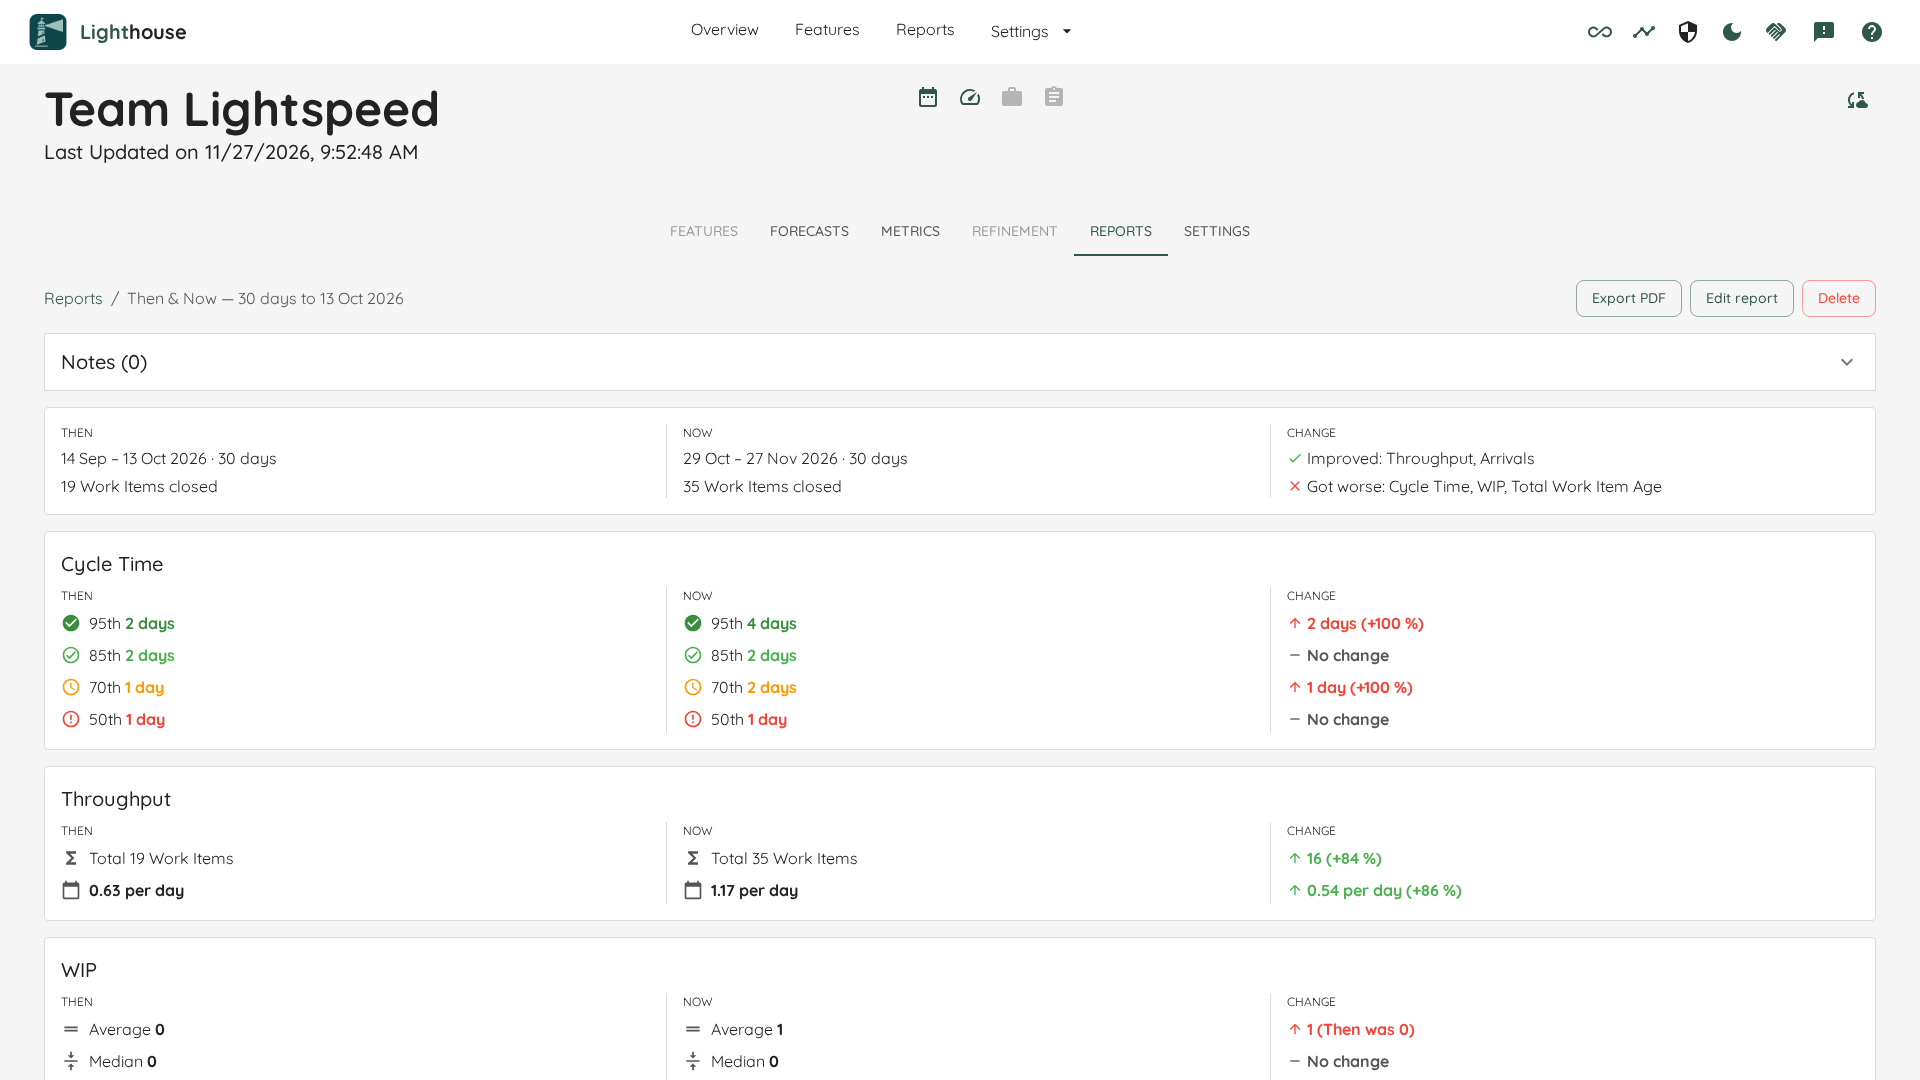 Lighthouse
Overview
Features
Reports
Settings
Team Lightspeed
Last Updated on 11/27/2026, 9:52:48 AM
FEATURES
FORECASTS
METRICS
REFINEMENT
REPORTS
SETTINGS
Reports / Then & Now — 30 days to 13 Oct 2026
Export PDF
Edit report
Delete
Notes (0)
THEN
14 Sep – 13 Oct 2026 · 30 days
19 Work Items closed
NOW
29 Oct – 27 Nov 2026 · 30 days
35 Work Items closed
CHANGE
Improved: Throughput, Arrivals
Got worse: Cycle Time, WIP, Total Work Item Age
Cycle Time
THEN
95th 2 days
85th 2 days
70th 1 day
50th 1 day
NOW
95th 4 days
85th 2 days
70th 2 days
50th 1 day
CHANGE
↑ 2 days (+100 %)
– No change
↑ 1 day (+100 %)
– No change
Throughput
THEN
Σ Total 19 Work Items
0.63 per day
NOW
Σ Total 35 Work Items
1.17 per day
CHANGE
↑ 16 (+84 %)
↑ 0.54 per day (+86 %)
WIP
THEN
Average 0
Median 0
NOW
Average 1
Median 0
CHANGE
↑ 1 (Then was 0)
– No change